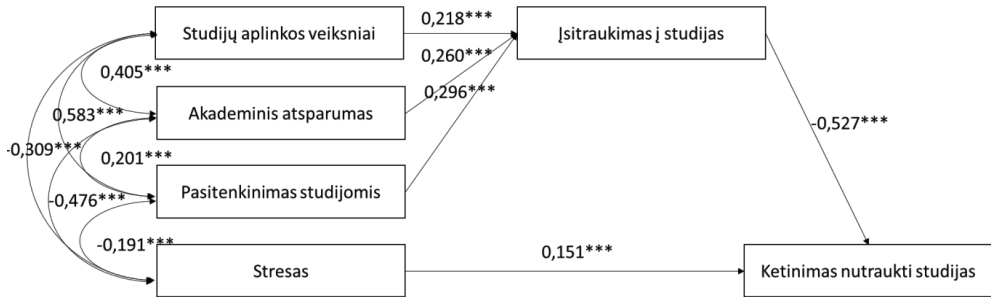 Studijų aplinkos veiksniai
0,218***
Įsitraukimas į studijas
0,260***
0,405***
0,296***
Akademinis atsparumas
0,583***
-0,527***
-0,309***
0,201***
Pasitenkinimas studijomis
-0,476***
-0,191***
0,151***
Stresas
Ketinimas nutraukti studijas